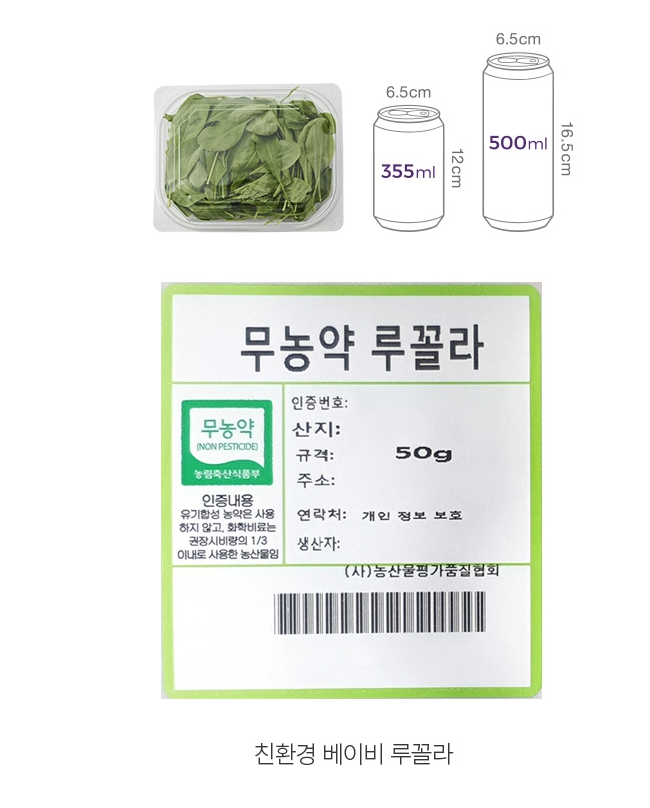 6.5cm
6.5cm
355ml
12cm
500ml
16.5cm
무농약 루꼴라
무농약
(NON PESTICIDE)
농림축산식품부
인증내용
유기합성 농약은 사용
하지 않고, 화학비료는
권장시비량의 1/3
이내로 사용한 농산물임
인증번호:
산지:
규격: 50g
주소:
연락처: 개인 정보 보호
생산자:
(사)농산물평가품질협회
친환경 베이비 루꼴라